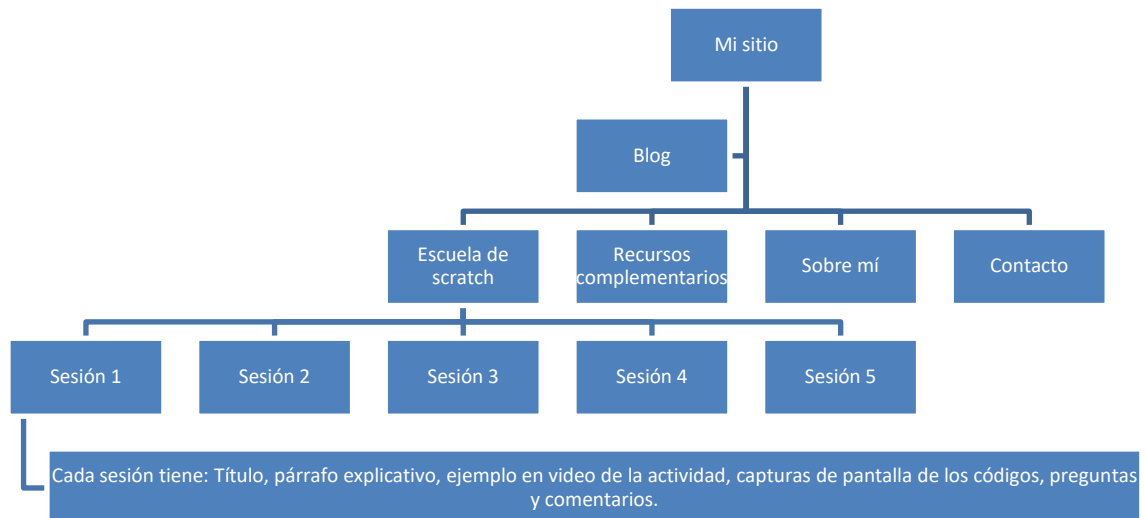 Mi sitio
Blog
Escuela de
scratch
Recursos
complementarios
Sobre mí
Contacto
Sesión 1
Sesión 2
Sesión 3
Sesión 4
Sesión 5
Cada sesión tiene: Título, párrafo explicativo, ejemplo en video de la actividad, capturas de pantalla de los códigos, preguntas
y comentarios.